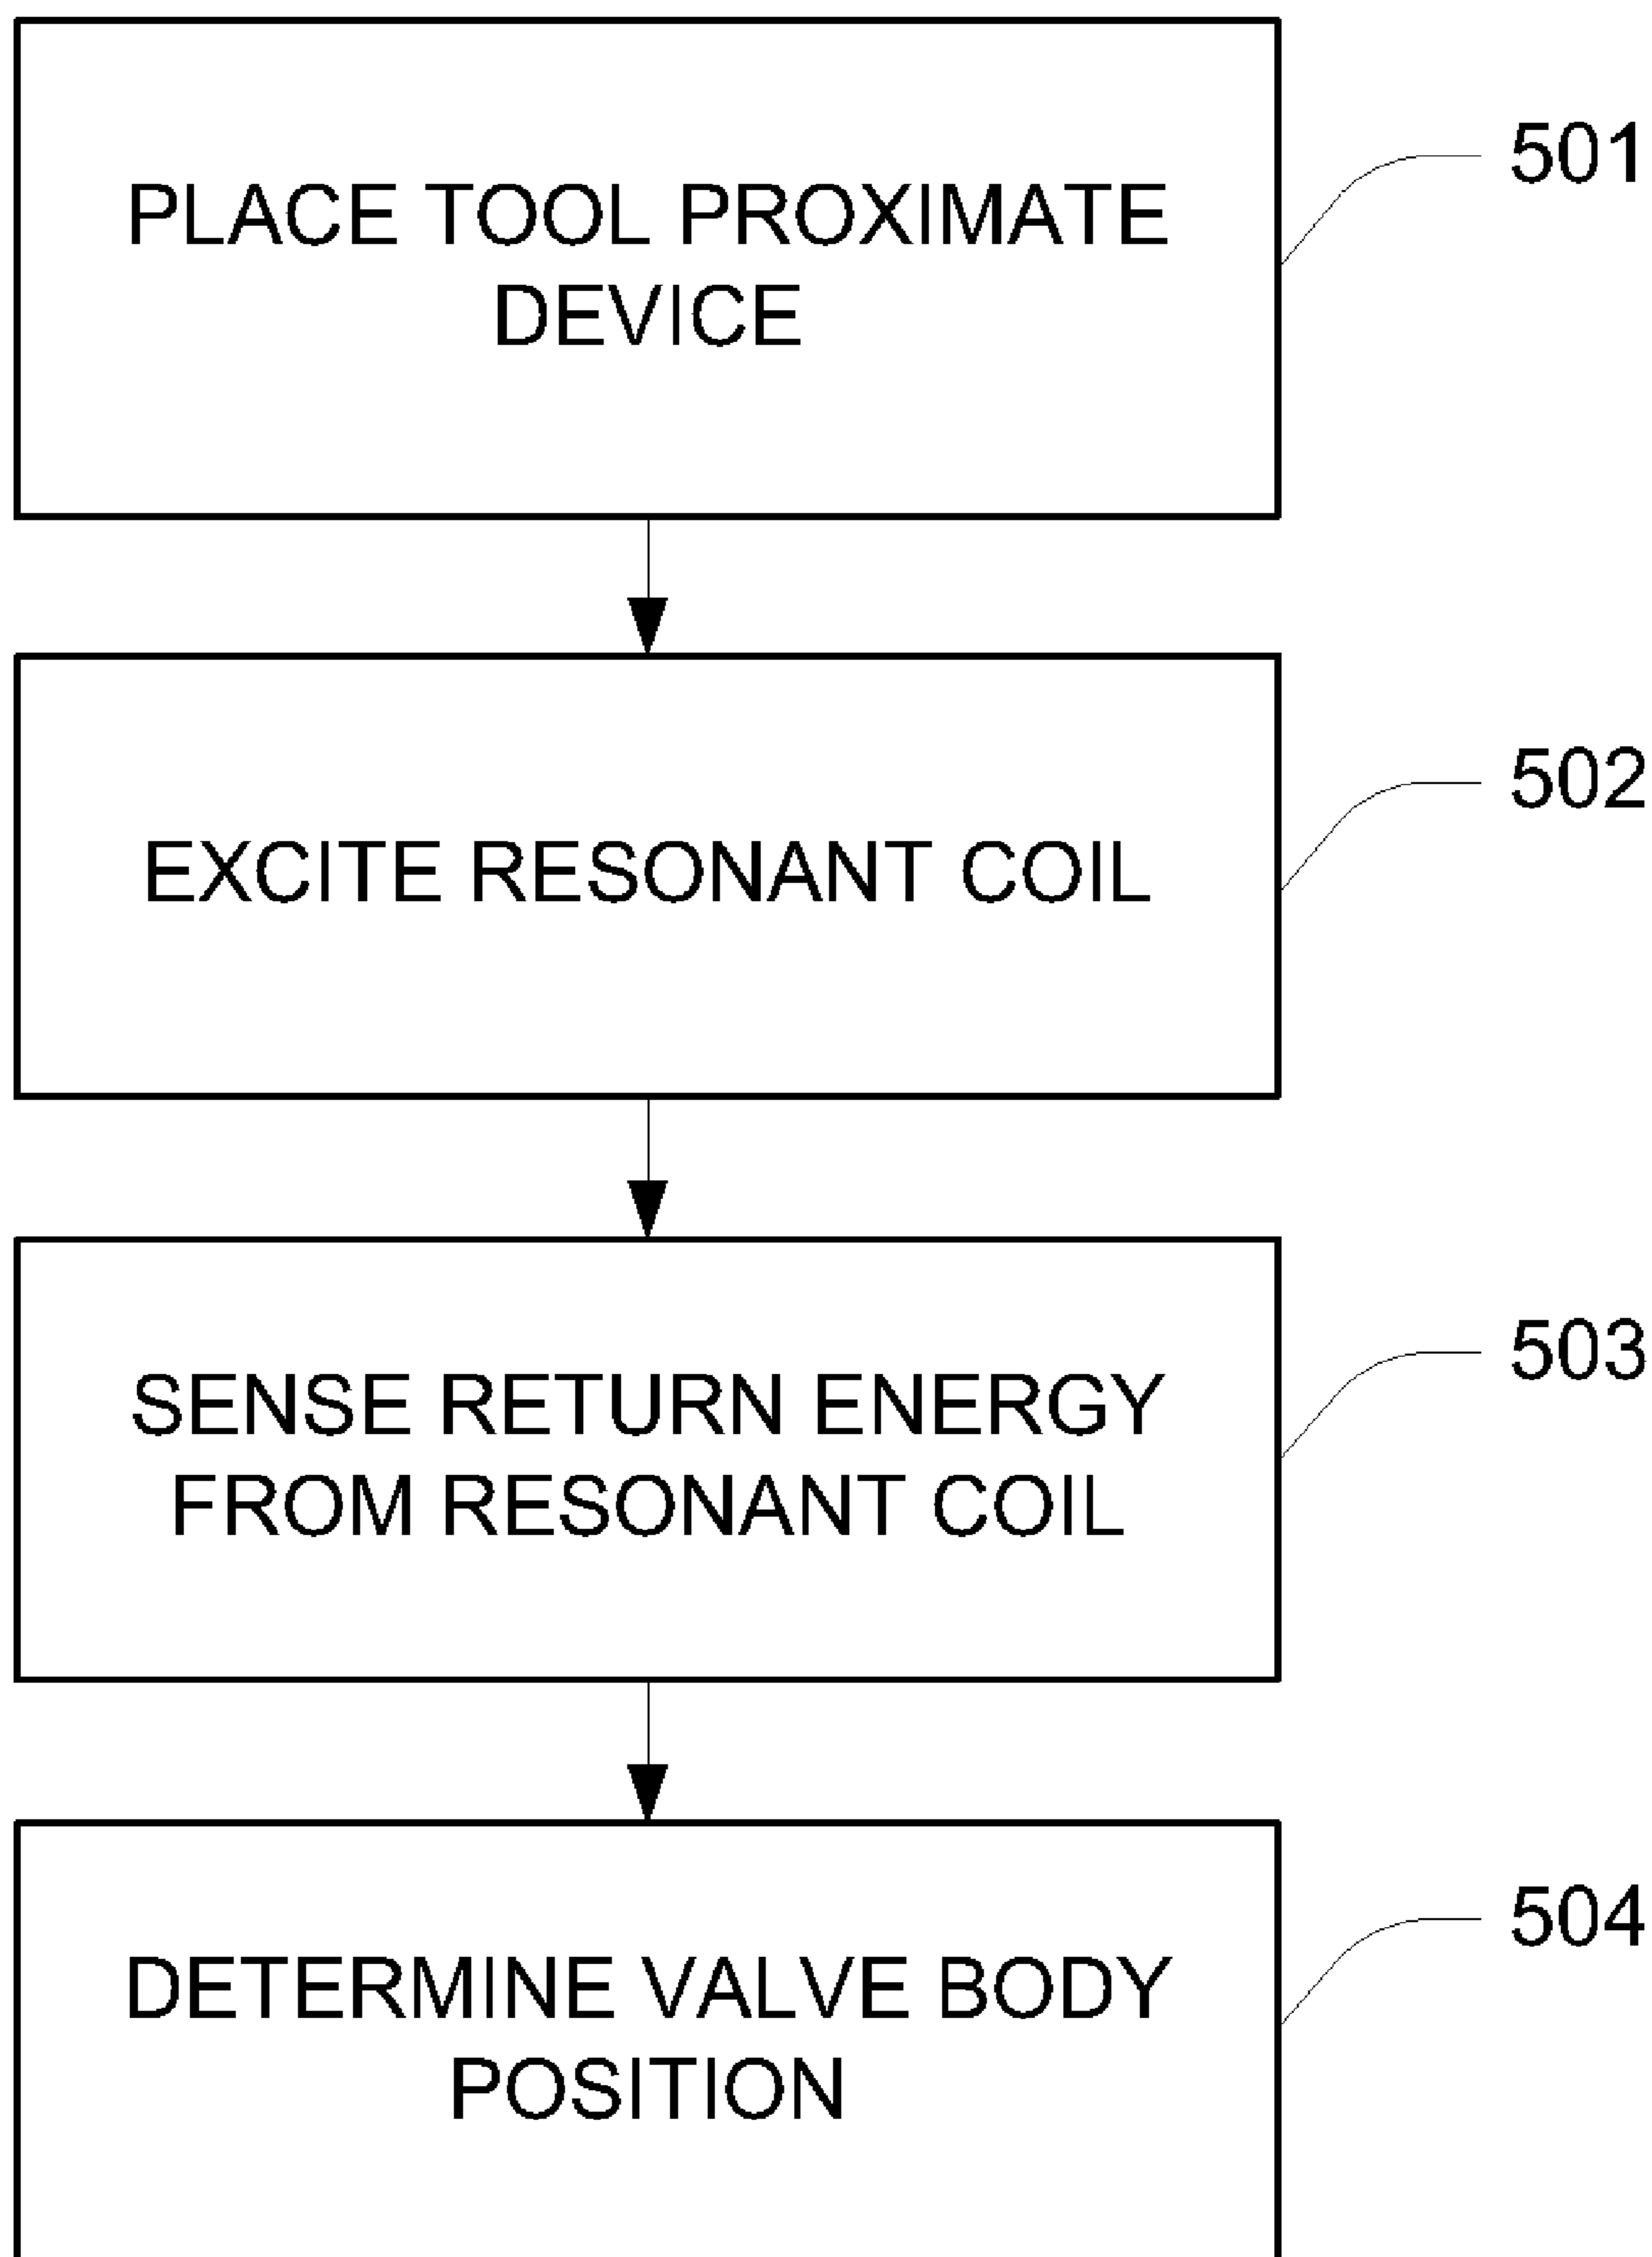 PLACE TOOL PROXIMATE
DEVICE
501
EXCITE RESONANT COIL
502
SENSE RETURN ENERGY
FROM RESONANT COIL
503
DETERMINE VALVE BODY
POSITION
504